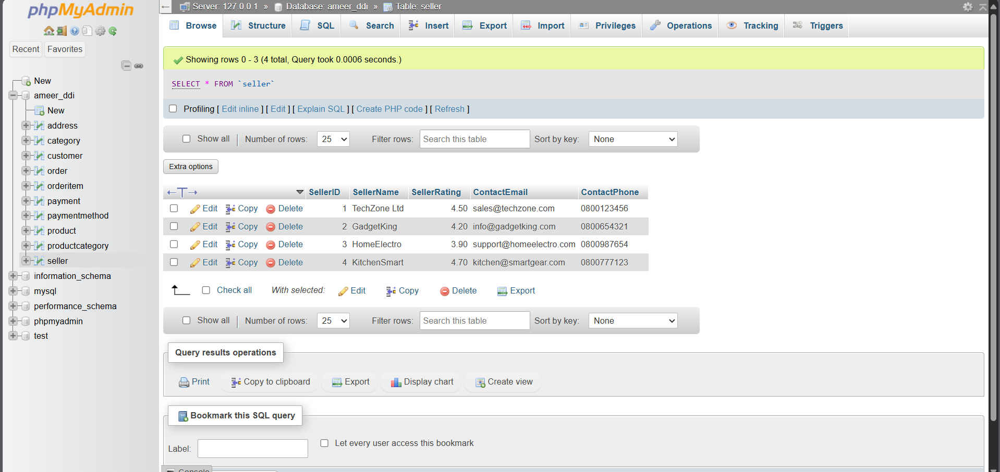 phpMyAdmin
Recent Favorites
New
ameer_ddi
New
address
category
customer
order
orderitem
payment
paymentmethod
product
productcategory
seller
information_schema
mysql
performance_schema
phpmyadmin
test
Server: 127.0.0.1 » Database: ameer_ddi » Table: seller
Browse Structure SQL Search Insert Export Import Privileges Operations Tracking Triggers
Showing rows 0 - 3 (4 total, Query took 0.0006 seconds.)
SELECT * FROM `seller`
Profiling [ Edit inline ] [ Edit ] [ Explain SQL ] [ Create PHP code ] [ Refresh ]
Show all Number of rows: 25 Filter rows: Search this table Sort by key: None
Extra options
SellerID SellerName SellerRating ContactEmail ContactPhone
Edit Copy Delete 1 TechZone Ltd 4.50 sales@techzone.com 0800123456
Edit Copy Delete 2 GadgetKing 4.20 info@gadgetking.com 0800654321
Edit Copy Delete 3 HomeElectro 3.90 support@homeelectro.com 0800987654
Edit Copy Delete 4 KitchenSmart 4.70 kitchen@smartgear.com 0800777123
Check all With selected: Edit Copy Delete Export
Show all Number of rows: 25 Filter rows: Search this table Sort by key: None
Query results operations
Print Copy to clipboard Export Display chart Create view
Bookmark this SQL query
Label: Let every user access this bookmark
Console